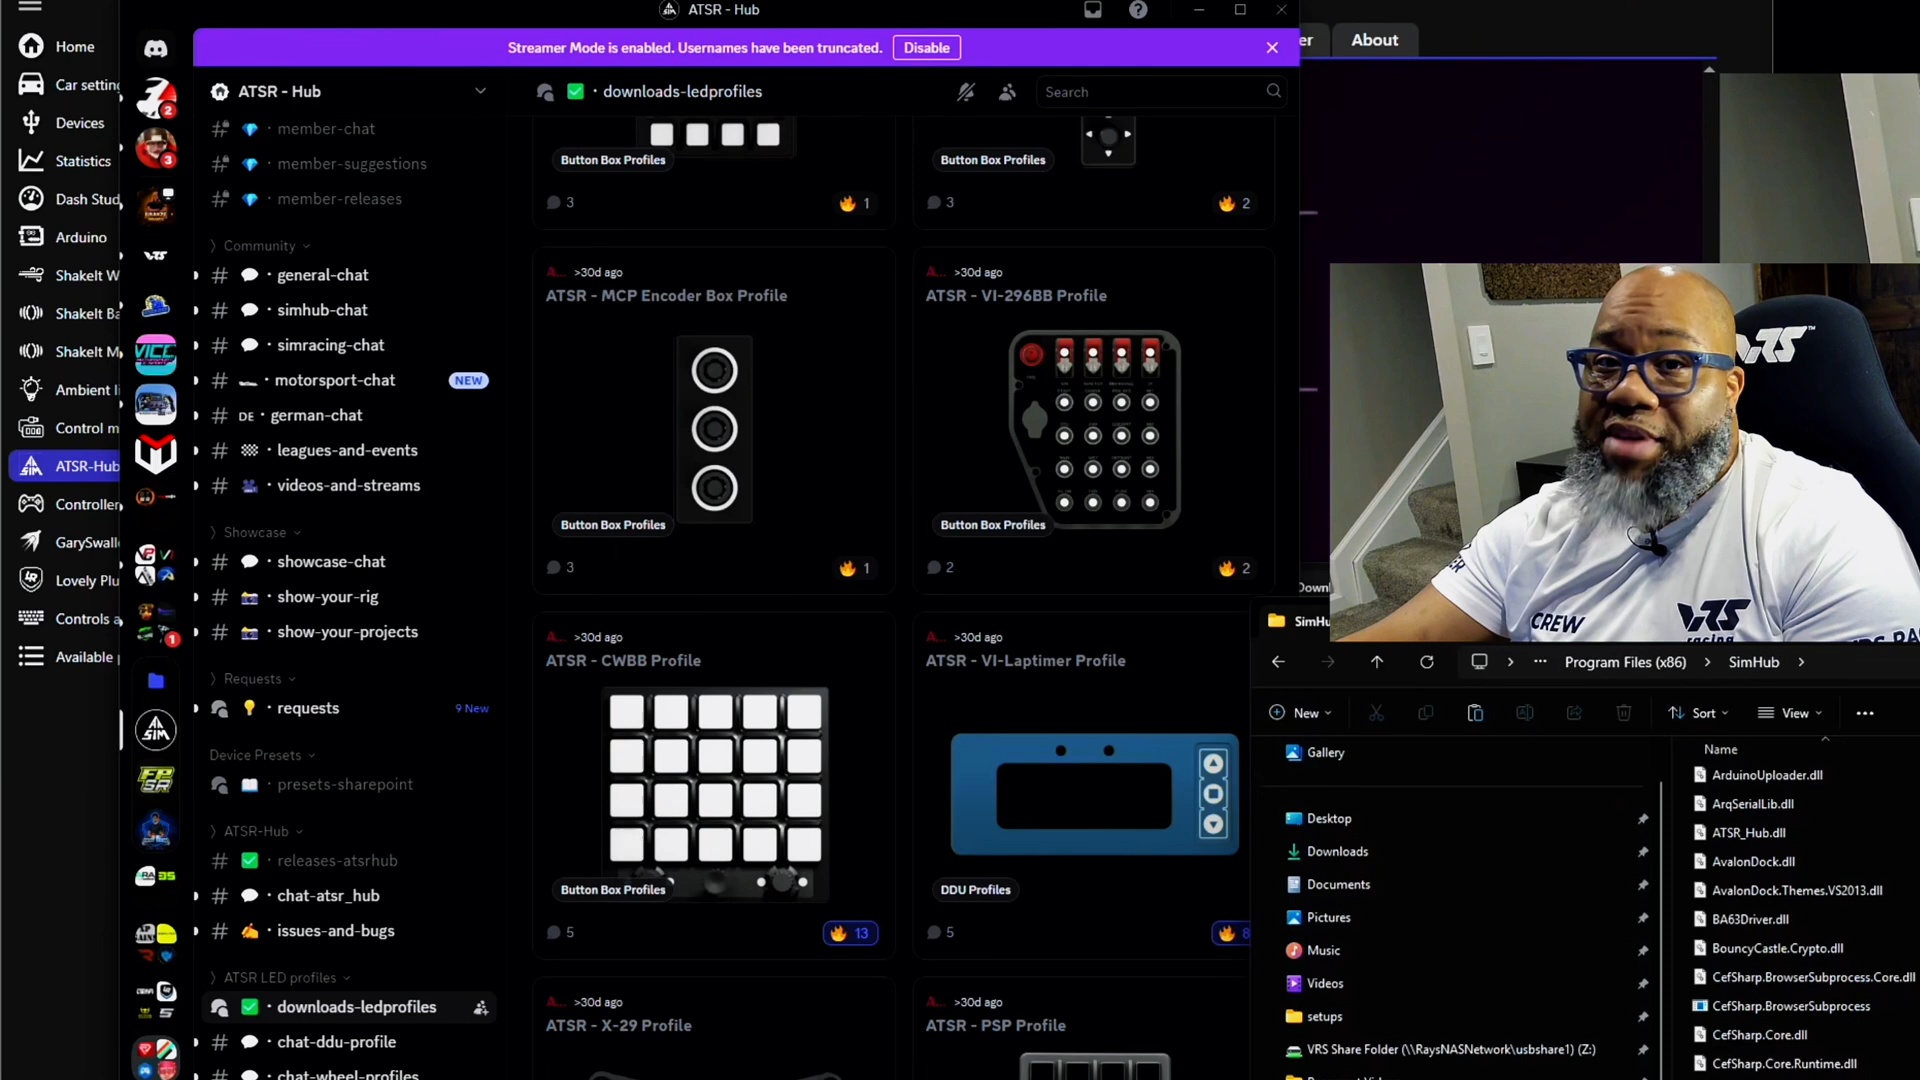 ATSR - Hub
Streamer Mode is enabled. Usernames have been truncated.
Disable
About
Home
Devices
Statistics
Arduino
ATSR-Hub
ATSR - Hub
member-chat
member-suggestions
member-releases
Community
general-chat
simhub-chat
simracing-chat
motorsport-chat
NEW
DE
german-chat
leagues-and-events
videos-and-streams
Showcase
showcase-chat
show-your-rig
show-your-projects
Requests
requests
9 New
Device Presets
presets-sharepoint
ATSR-Hub
releases-atsrhub
chat-atsr_hub
issues-and-bugs
ATSR LED profiles
downloads-ledprofiles
chat-ddu-profile
chat-wheel-profiles
downloads-ledprofiles
Search
Button Box Profiles
3
1
Button Box Profiles
3
2
A... >30d ago
ATSR - MCP Encoder Box Profile
Button Box Profiles
3
1
A... >30d ago
ATSR - VI-296BB Profile
Button Box Profiles
2
2
A... >30d ago
ATSR - CWBB Profile
Button Box Profiles
5
13
A... >30d ago
ATSR - VI-Laptimer Profile
DDU Profiles
5
8
A... >30d ago
ATSR - X-29 Profile
A... >30d ago
ATSR - PSP Profile
VRS
CREW
VRS
racing
Program Files (x86)
SimHub
New
Sort
View
Gallery
Desktop
Downloads
Documents
Pictures
Music
Videos
setups
VRS Share Folder (\\RaysNASNetwork\usbshare1) (Z:)
Name
ArduinoUploader.dll
ArqSerialLib.dll
ATSR_Hub.dll
AvalonDock.dll
AvalonDock.Themes.VS2013.dll
BA63Driver.dll
BouncyCastle.Crypto.dll
CefSharp.BrowserSubprocess.Core.dll
CefSharp.BrowserSubprocess
CefSharp.Core.dll
CefSharp.Core.Runtime.dll